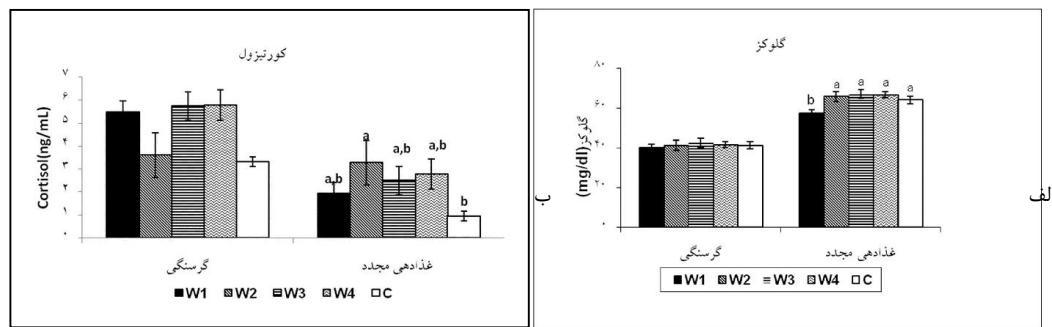 کورتیزول
۷
۶
۵
۴
۳
۲
۱
۰
Cortisol(ng/mL)
a,b
a
a,b
a,b
b
گرسنگی
غذادهی مجدد
W1 W2 W3 W4 C
ب
گلوکز
۸۰
۶۰
۴۰
۲۰
۰
گلوکز(mg/dl)
b
a
a
a
a
گرسنگی
غذادهی مجدد
W1 W2 W3 W4 C
لف